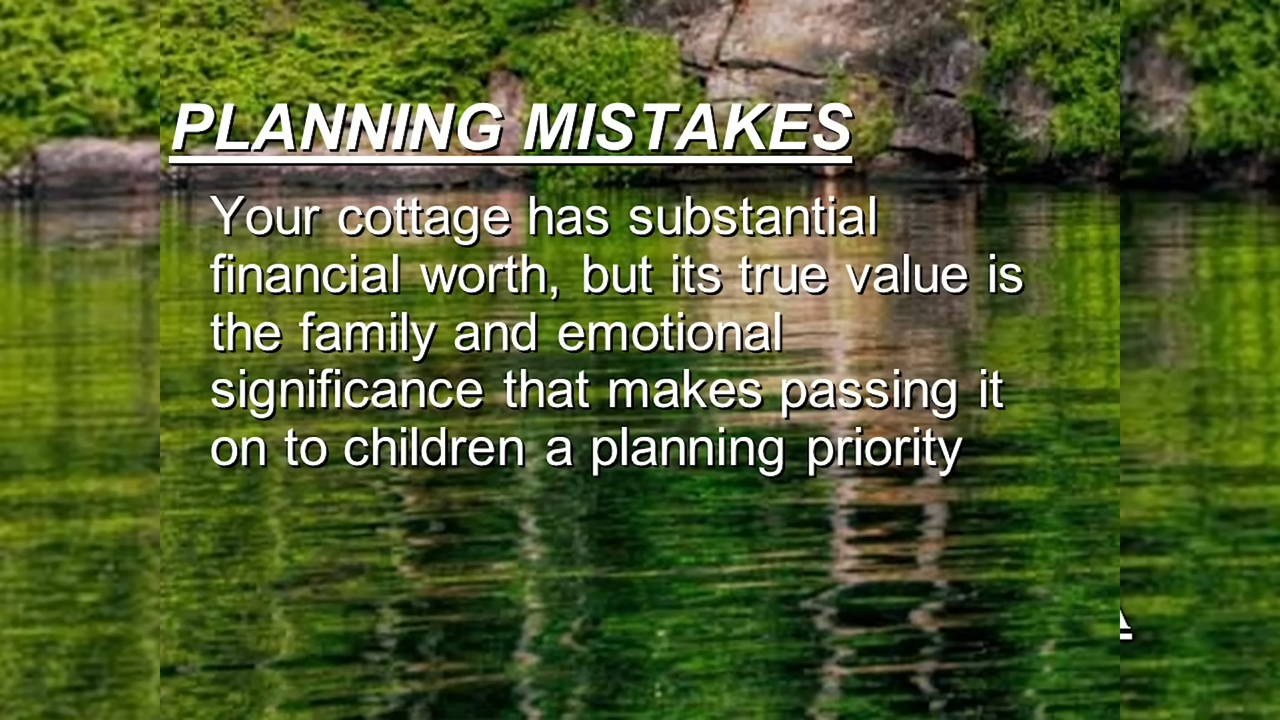 PLANNING MISTAKES
Your cottage has substantial
financial worth, but its true value is
the family and emotional
significance that makes passing it
on to children a planning priority